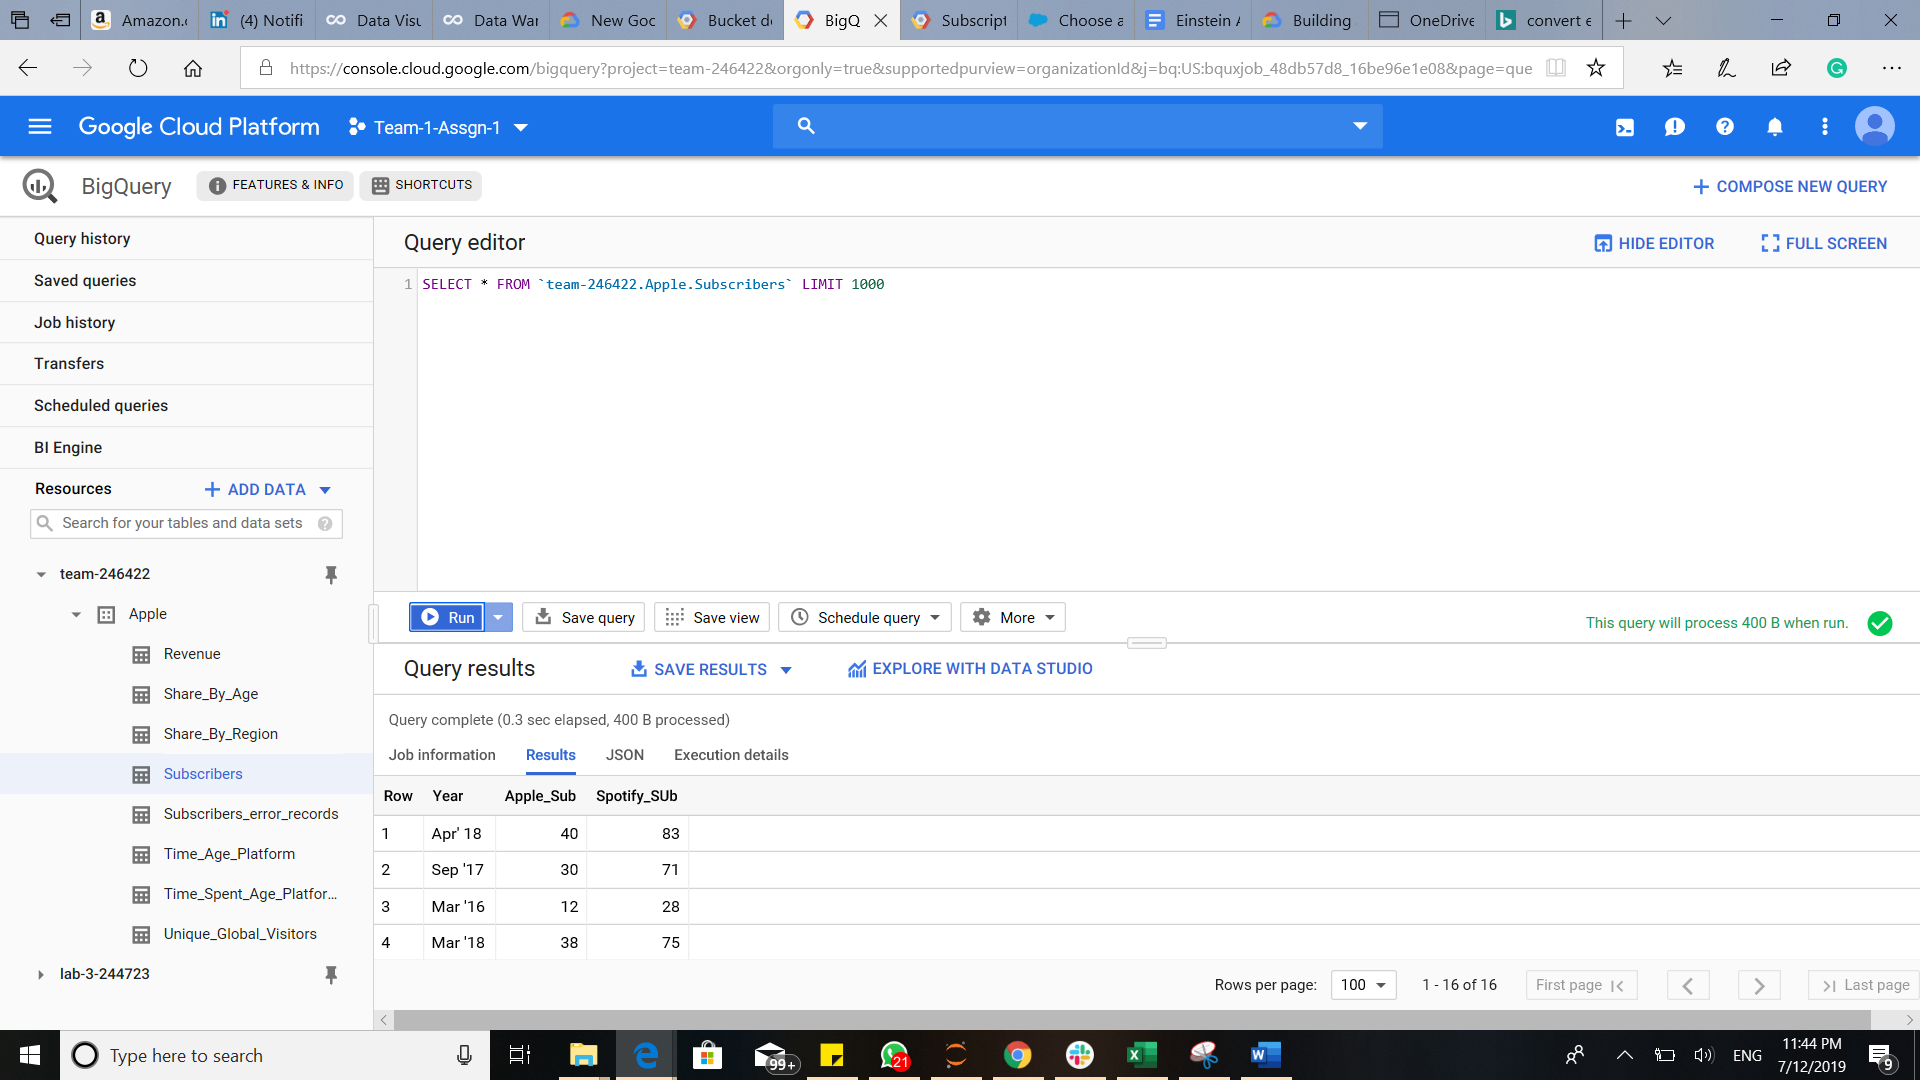 Amazon.c
(4) Notifi
Data Visu
Data War
New Goc
Bucket de
BigQ
Subscript
Choose a
Einstein A
Building
OneDrive
convert e
https://console.cloud.google.com/bigquery?project=team-246422&orgonly=true&supportedpurview=organizationId&j=bq:US:bquxjob_48db57d8_16be96e1e08&page=que
Google Cloud Platform
Team-1-Assgn-1
BigQuery
FEATURES & INFO
SHORTCUTS
COMPOSE NEW QUERY
Query history
Saved queries
Job history
Transfers
Scheduled queries
BI Engine
Resources
ADD DATA
Search for your tables and data sets
team-246422
Apple
Revenue
Share_By_Age
Share_By_Region
Subscribers
Subscribers_error_records
Time_Age_Platform
Time_Spent_Age_Platfor...
Unique_Global_Visitors
lab-3-244723
Query editor
HIDE EDITOR
FULL SCREEN
1 SELECT * FROM `team-246422.Apple.Subscribers` LIMIT 1000
Run
Save query
Save view
Schedule query
More
This query will process 400 B when run.
Query results
SAVE RESULTS
EXPLORE WITH DATA STUDIO
Query complete (0.3 sec elapsed, 400 B processed)
Job information Results JSON Execution details
Row Year Apple_Sub Spotify_SUb
1 Apr' 18 40 83
2 Sep '17 30 71
3 Mar '16 12 28
4 Mar '18 38 75
Rows per page: 100 1 - 16 of 16 First page Last page
Type here to search
99+
21
ENG
11:44 PM
7/12/2019
9